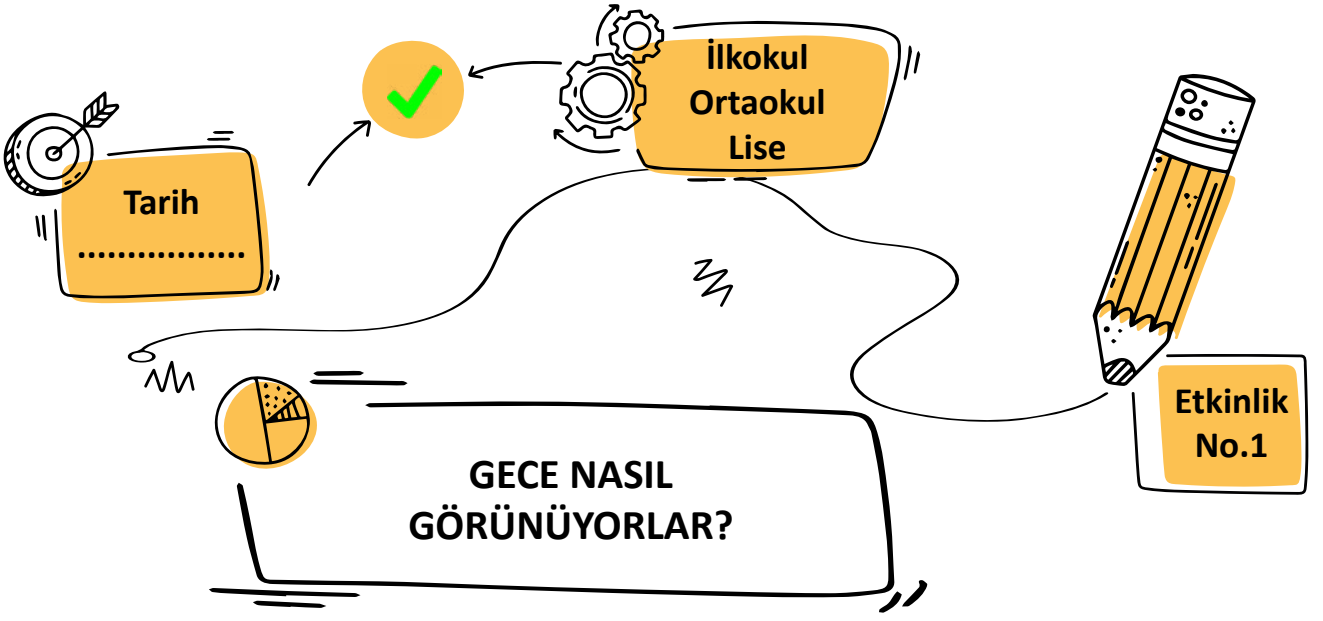 İlkokul
Ortaokul
Lise
Tarih
.................
GECE NASIL
GÖRÜNÜYORLAR?
Etkinlik
No.1